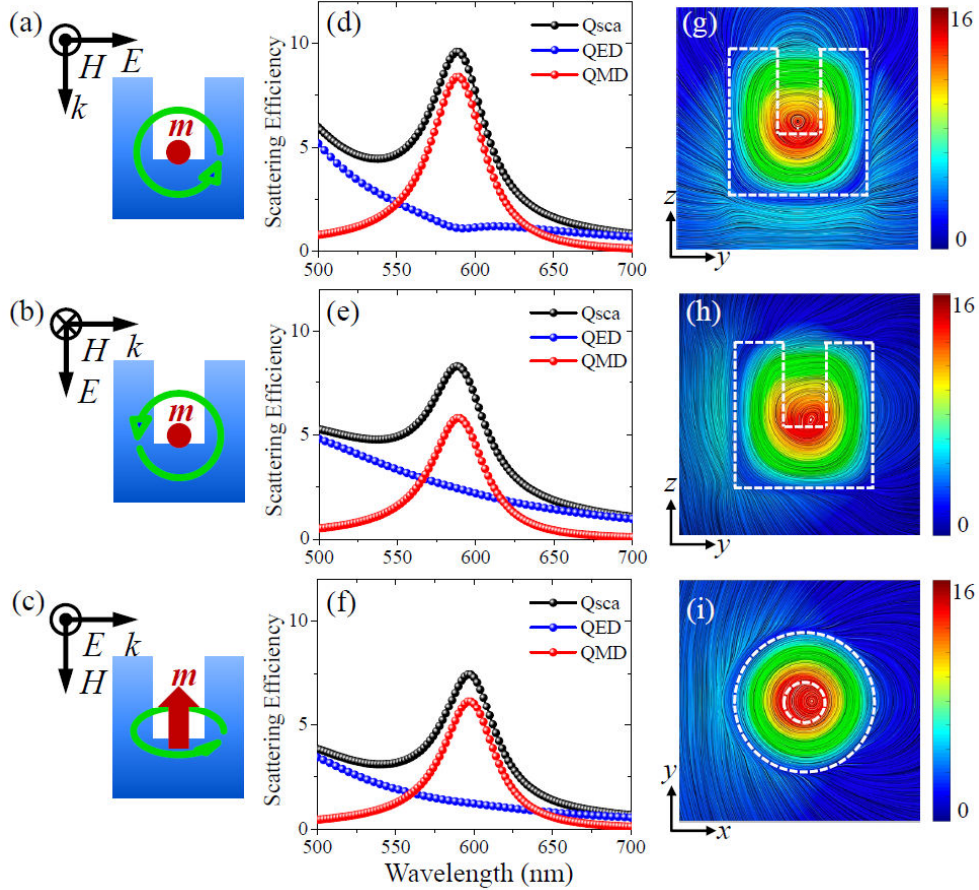 (a)
H E
k
m
(d)
Qsca
QED
QMD
10
5
0
500 550 600 650 700
Scattering Efficiency
(g)
z
y
16
0
(b)
H k
E
m
(e)
Qsca
QED
QMD
10
5
0
500 550 600 650 700
Scattering Efficiency
(h)
z
y
16
0
(c)
E k
H
m
(f)
Qsca
QED
QMD
10
5
0
500 550 600 650 700
Scattering Efficiency
Wavelength (nm)
(i)
y
x
16
0